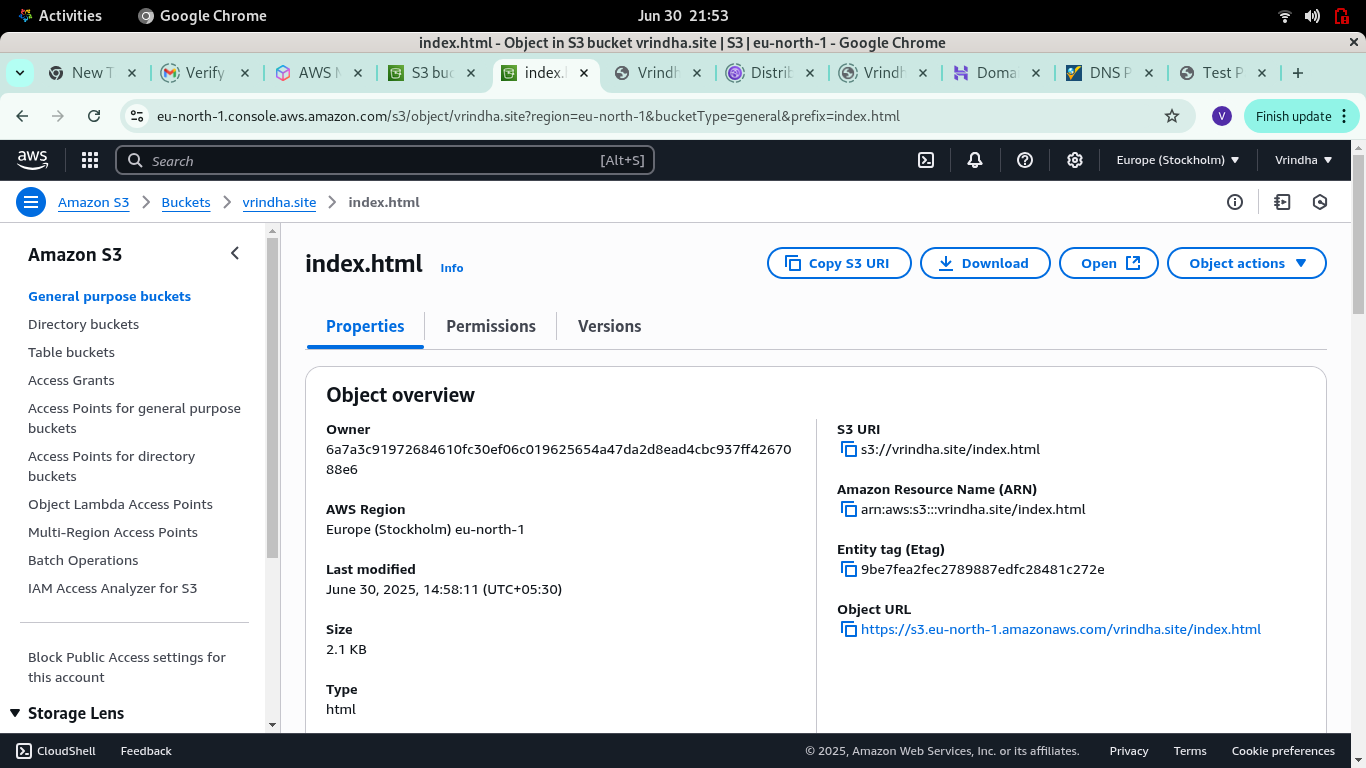 Activities
Google Chrome
Jun 30 21:53
index.html - Object in S3 bucket vrindha.site | S3 | eu-north-1 - Google Chrome
New T
Verify
AWS M
S3 buc
index.
Vrindh
Distrib
Vrindh
Doma
DNS P
Test P
eu-north-1.console.aws.amazon.com/s3/object/vrindha.site?region=eu-north-1&bucketType=general&prefix=index.html
V
Finish update
aws
Search
[Alt+S]
Europe (Stockholm)
Vrindha
Amazon S3
Buckets
vrindha.site
index.html
Amazon S3
General purpose buckets
Directory buckets
Table buckets
Access Grants
Access Points for general purpose
buckets
Access Points for directory
buckets
Object Lambda Access Points
Multi-Region Access Points
Batch Operations
IAM Access Analyzer for S3
Block Public Access settings for
this account
Storage Lens
index.html
Info
Copy S3 URI
Download
Open
Object actions
Properties
Permissions
Versions
Object overview
Owner
6a7a3c91972684610fc30ef06c019625654a47da2d8ead4cbc937ff42670
88e6
AWS Region
Europe (Stockholm) eu-north-1
Last modified
June 30, 2025, 14:58:11 (UTC+05:30)
Size
2.1 KB
Type
html
S3 URI
s3://vrindha.site/index.html
Amazon Resource Name (ARN)
arn:aws:s3:::vrindha.site/index.html
Entity tag (Etag)
9be7fea2fec2789887edfc28481c272e
Object URL
https://s3.eu-north-1.amazonaws.com/vrindha.site/index.html
CloudShell
Feedback
© 2025, Amazon Web Services, Inc. or its affiliates.
Privacy
Terms
Cookie preferences